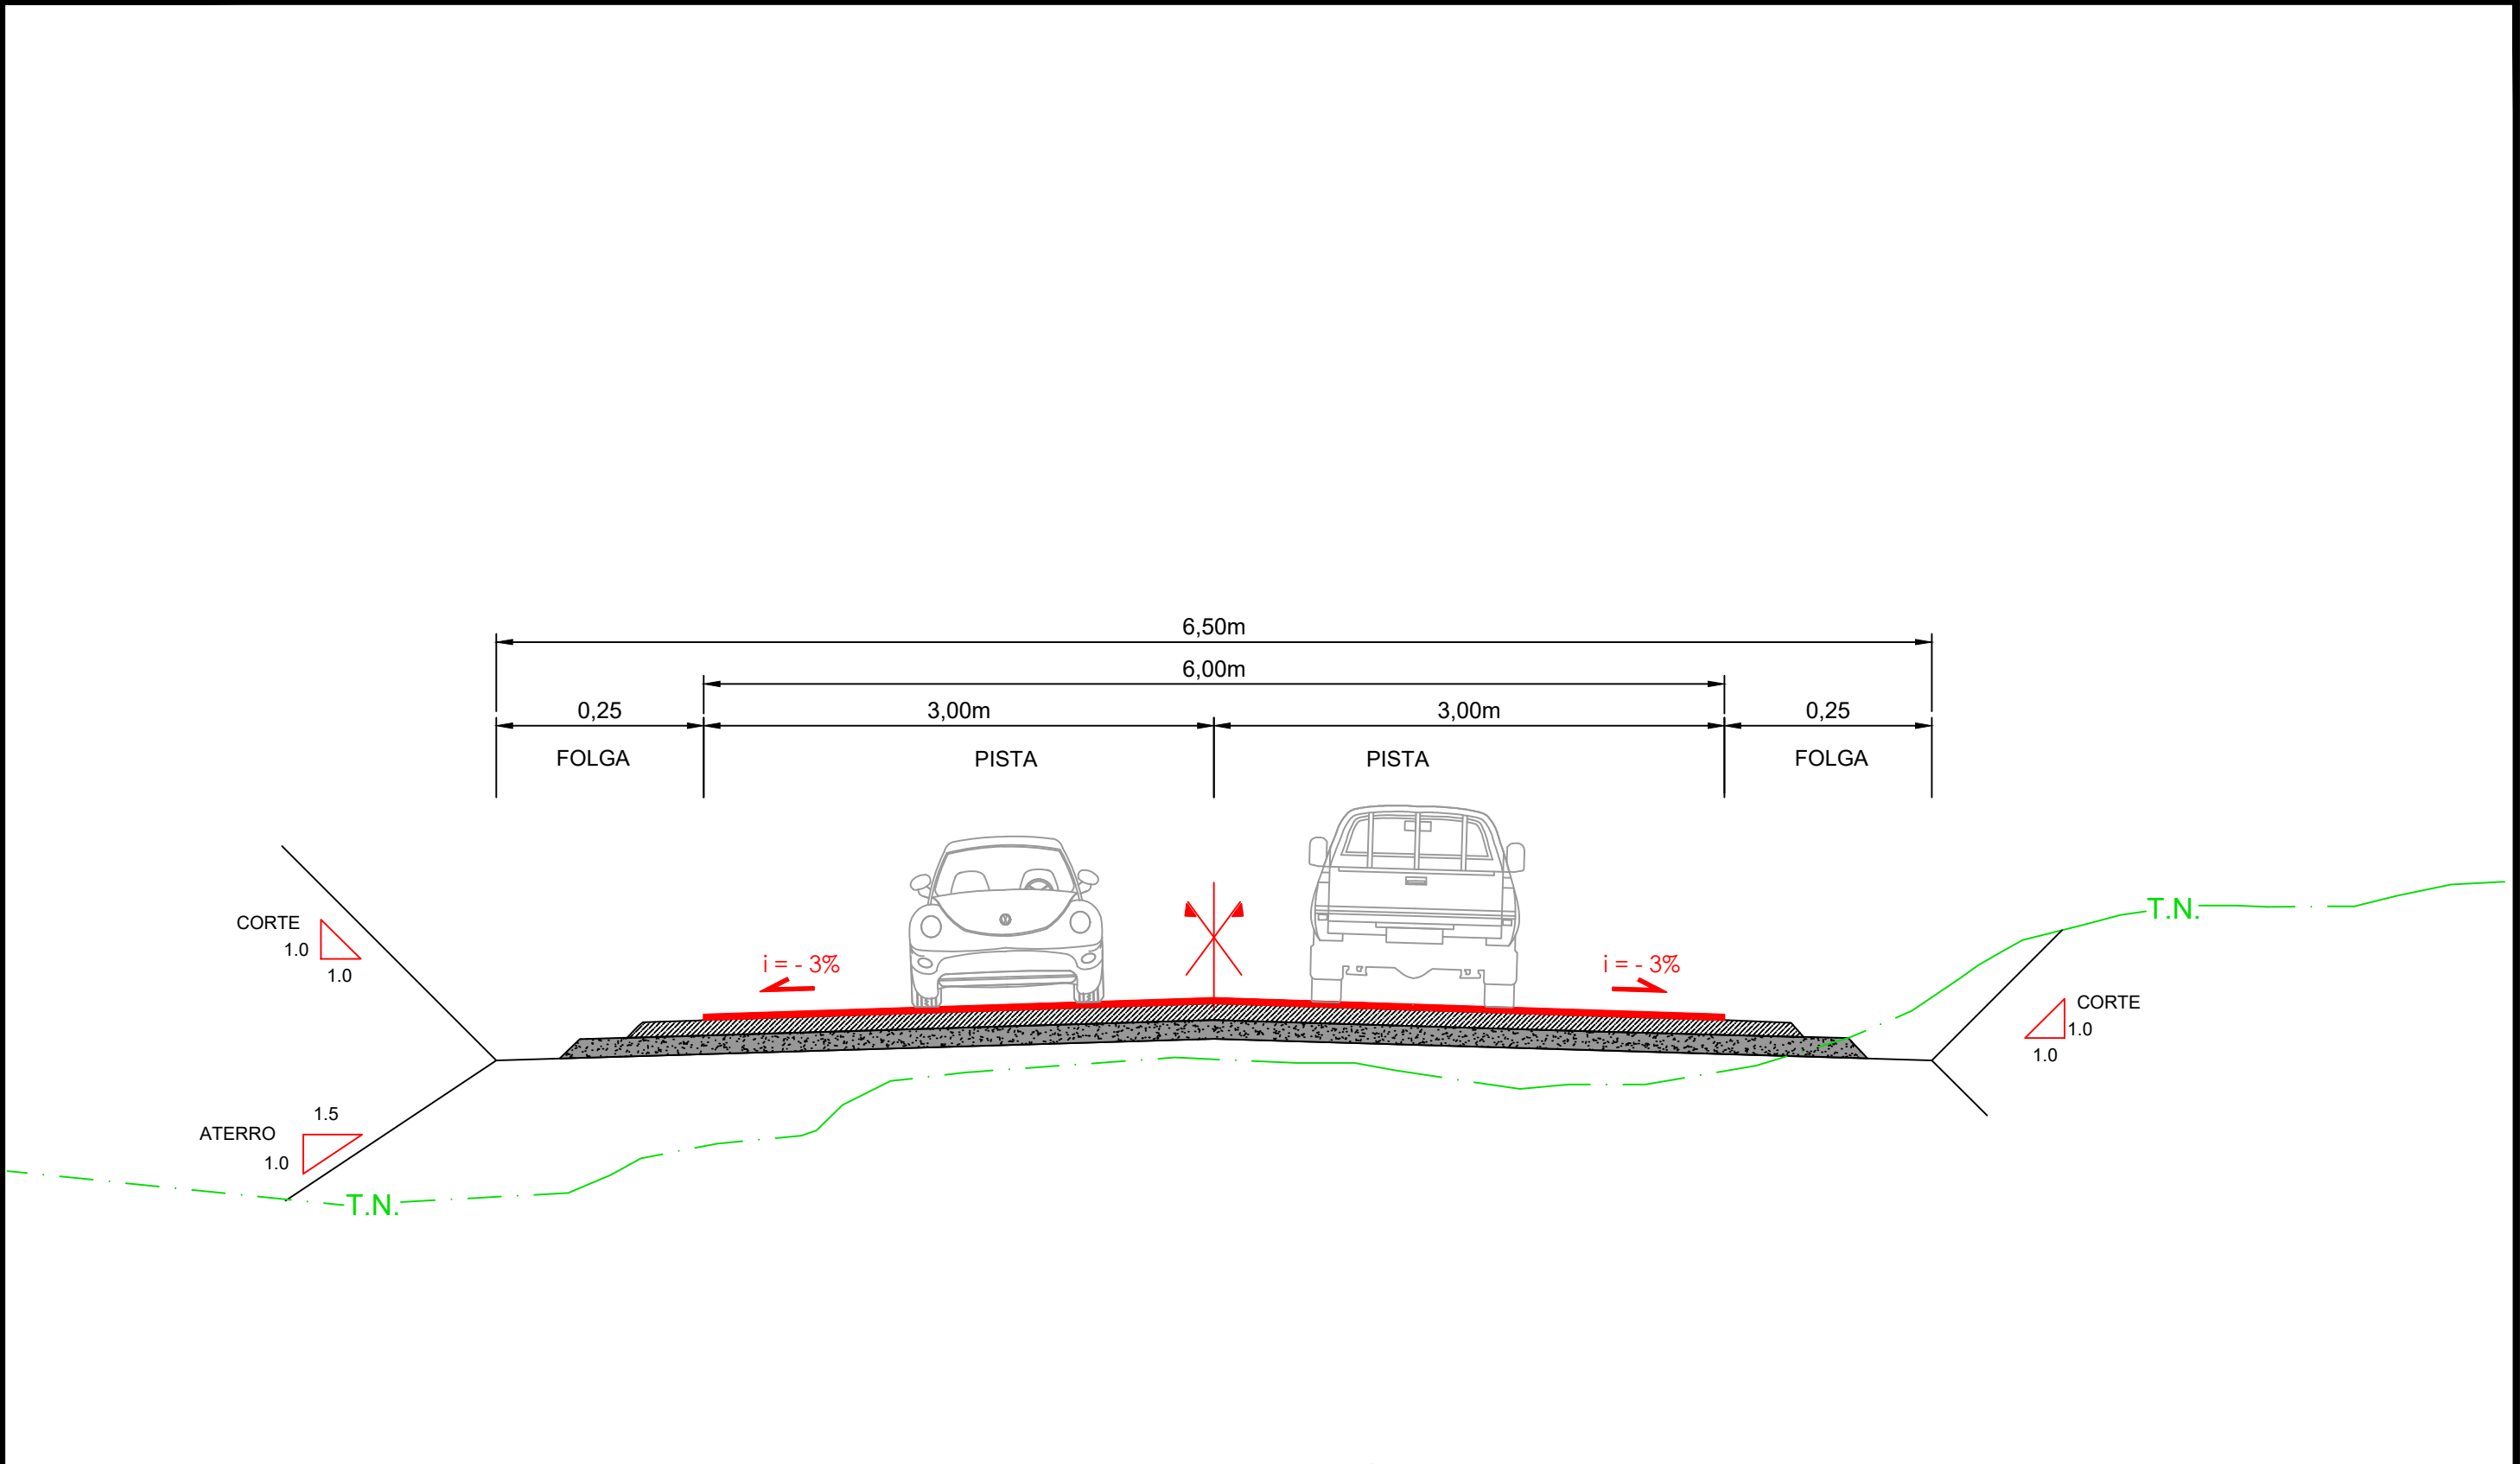 6,50m
6,00m
0,25
3,00m
3,00m
0,25
FOLGA
PISTA
PISTA
FOLGA
T.N.
CORTE
1.0
1.0
i = - 3%
i = - 3%
CORTE
1.0
1.0
1.5
ATERRO
1.0
T.N.